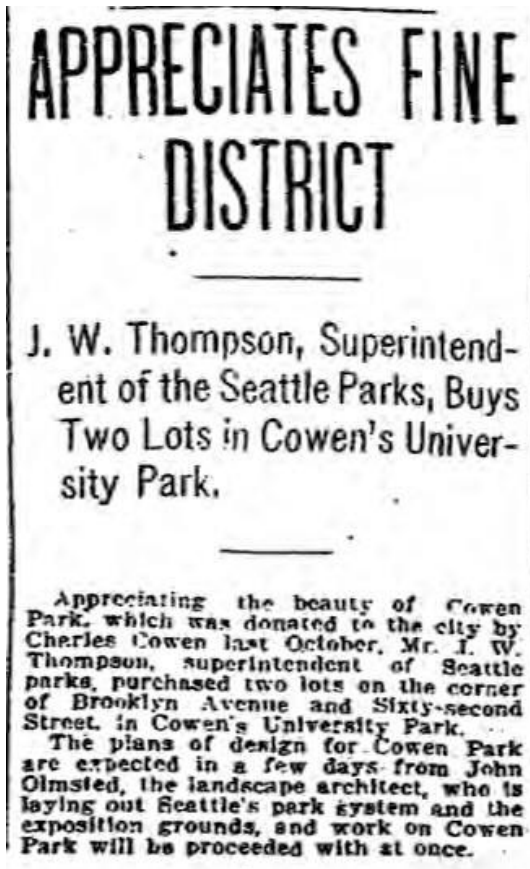 APPRECIATES FINE
DISTRICT
J. W. Thompson, Superintend-
ent of the Seattle Parks, Buys
Two Lots in Cowen's Univer-
sity Park.
Appreciating the beauty of Cowen
Park, which was donated to the city by
Charles Cowen last October, Mr. J. W.
Thompson, superintendent of Seattle
parks, purchased two lots on the corner
of Brooklyn Avenue and Sixty-second
Street, in Cowen's University Park.
The plans of design for Cowen Park
are expected in a few days from John
Olmsted, the landscape architect, who is
laying out Seattle's park system and the
exposition grounds, and work on Cowen
Park will be proceeded with at once.